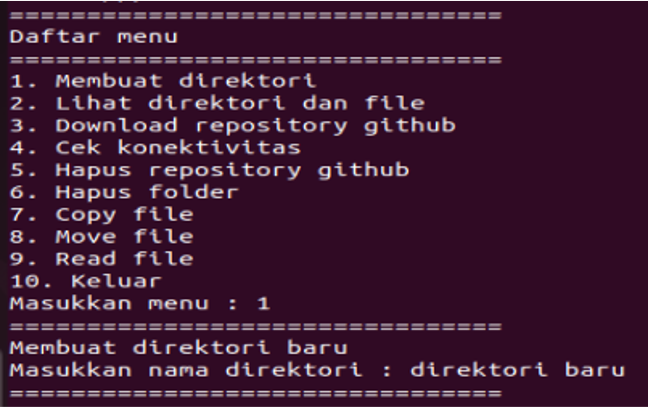 ================================
Daftar menu
================================
1. Membuat direktori
2. Lihat direktori dan file
3. Download repository github
4. Cek konektivitas
5. Hapus repository github
6. Hapus folder
7. Copy file
8. Move file
9. Read file
10. Keluar
Masukkan menu : 1
================================
Membuat direktori baru
Masukkan nama direktori : direktori baru
================================